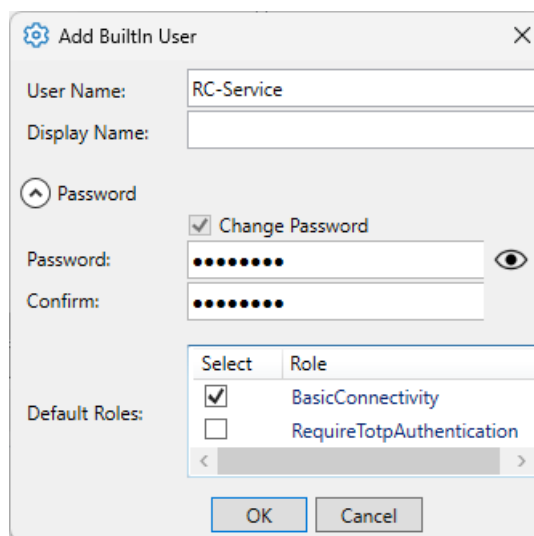 Add BuiltIn User
User Name: RC-Service
Display Name:
Password
Change Password
Password: ●●●●●●●●
Confirm: ●●●●●●●●
Select Role
BasicConnectivity
Default Roles:
RequireTotpAuthentication
OK Cancel